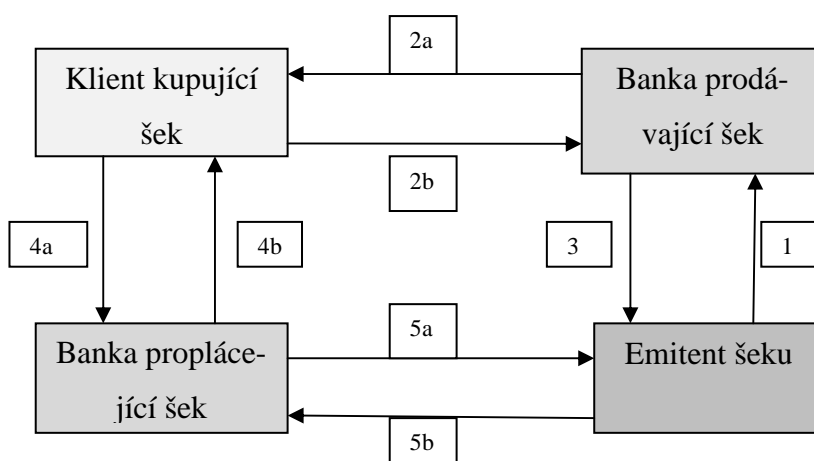 2a
Klient kupující
šek
Banka prodá-
vající šek
2b
4a
4b
3
1
5a
Banka dropláce-
jící šek
Emitent šeku
5b